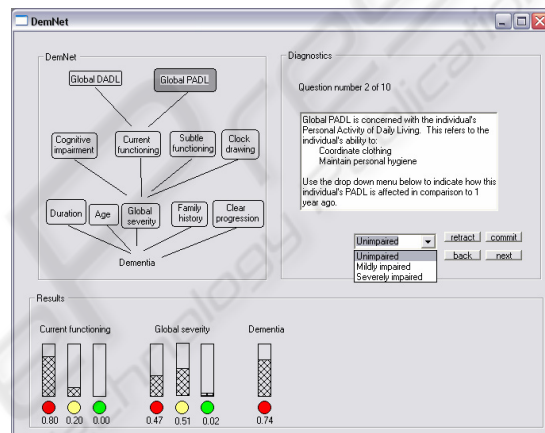 DemNet
DemNet
Global DADL
Global PADL
Cognitive
impairment
Current
functioning
Subtle
functioning
Clock
drawing
Duration
Age
Global
severity
Family
history
Clear
progression
Dementia
Diagnostics
Question number 2 of 10
Global PADL is concerned with the individual's
Personal Activity of Daily Living. This refers to the
individual's ability to:
Coordinate clothing
Maintain personal hygiene
Use the drop down menu below to indicate how this
individual's PADL is affected in comparison to 1
year ago.
Unimpaired
retract
commit
Unimpaired
Mildly impaired
Severely impaired
back
next
Results
Current functioning
Global severity
Dementia
0.80
0.20
0.00
0.47
0.51
0.02
0.74